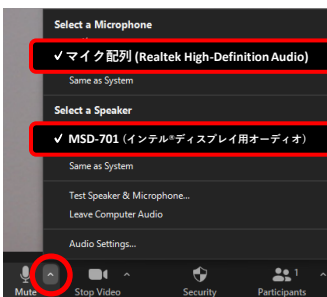 Select a Microphone
✓マイク配列 (Realtek High-Definition Audio)
Same as System
Select a Speaker
✓ MSD-701 (インテル®ディスプレイ用オーディオ)
Same as System
Test Speaker & Microphone...
Leave Computer Audio
Audio Settings...
1
Mute Stop Video Security Participants